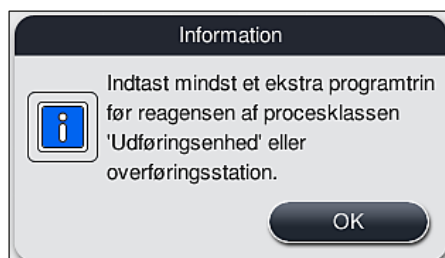 Information
Indtast mindst et ekstra programtrin
før reagensen af procesklassen
'Udføringsenhed' eller
overføringsstation.
OK